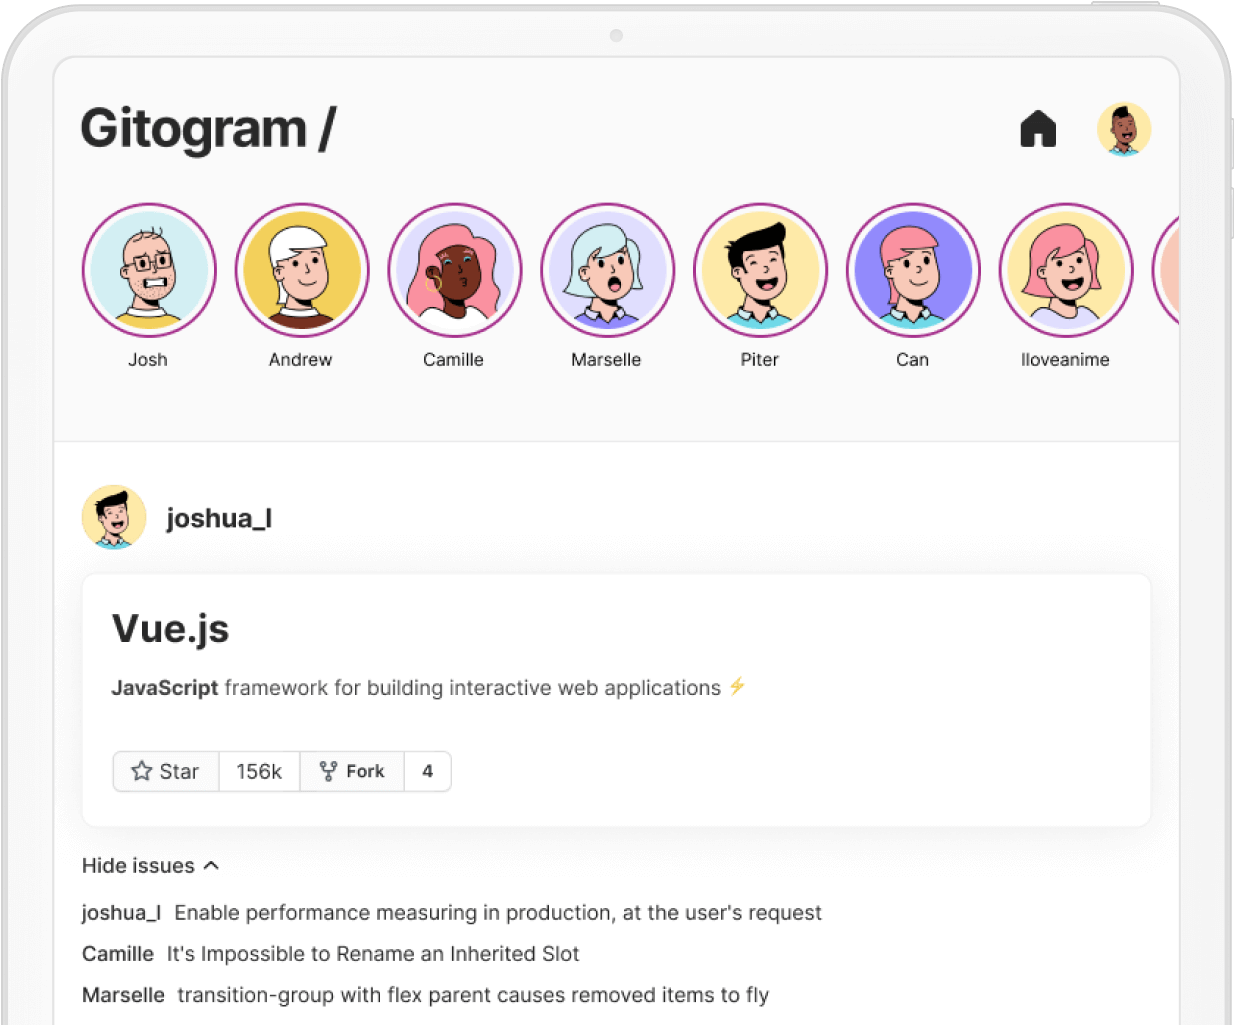 Gitogram /
Josh Andrew Camille Marselle Piter Can Iloveanime
joshua_l
Vue.js
JavaScript framework for building interactive web applications ⚡
Star 156k Fork 4
Hide issues
joshua_l Enable performance measuring in production, at the user's request
Camille It's Impossible to Rename an Inherited Slot
Marselle transition-group with flex parent causes removed items to fly